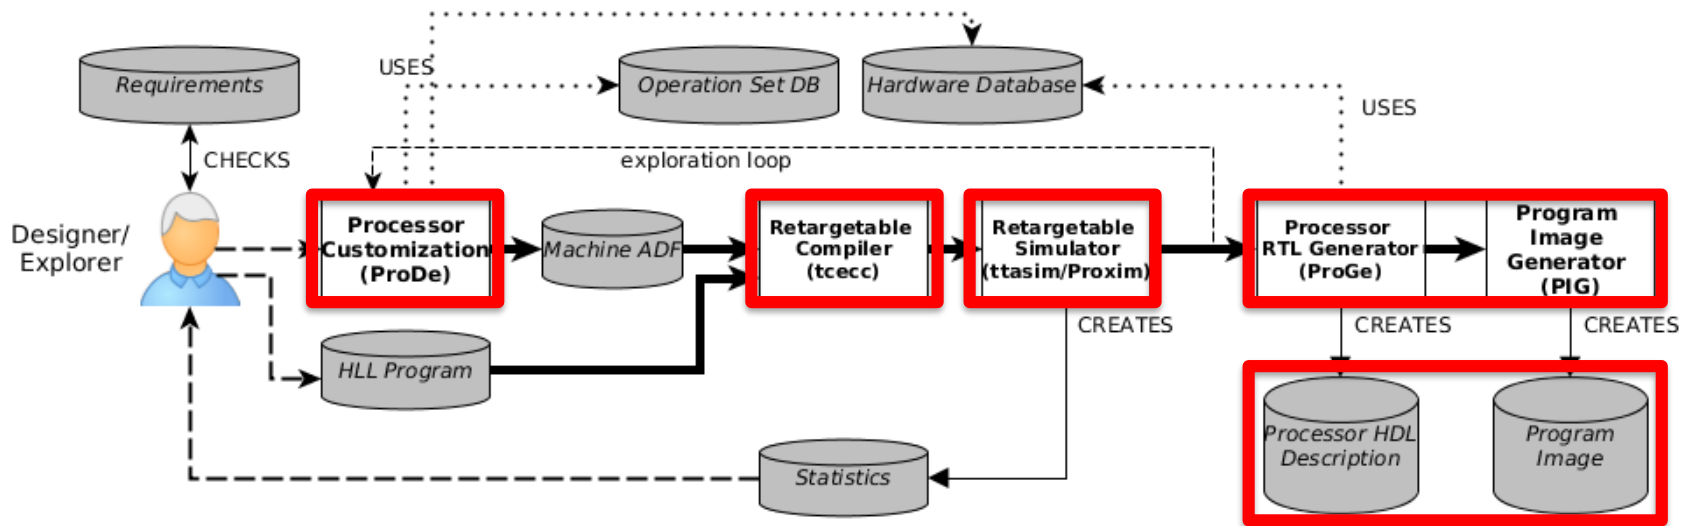 Requirements
USES
Operation Set DB
Hardware Database
USES
CHECKS
exploration loop
Designer/
Explorer
Processor
Customization
(ProDe)
Machine ADF
Retargetable
Compiler
(tcecc)
Retargetable
Simulator
(ttasim/Proxim)
Processor
RTL Generator
(ProGe)
Program
Image
Generator
(PIG)
CREATES
CREATES
CREATES
HLL Program
Statistics
Processor HDL
Description
Program
Image